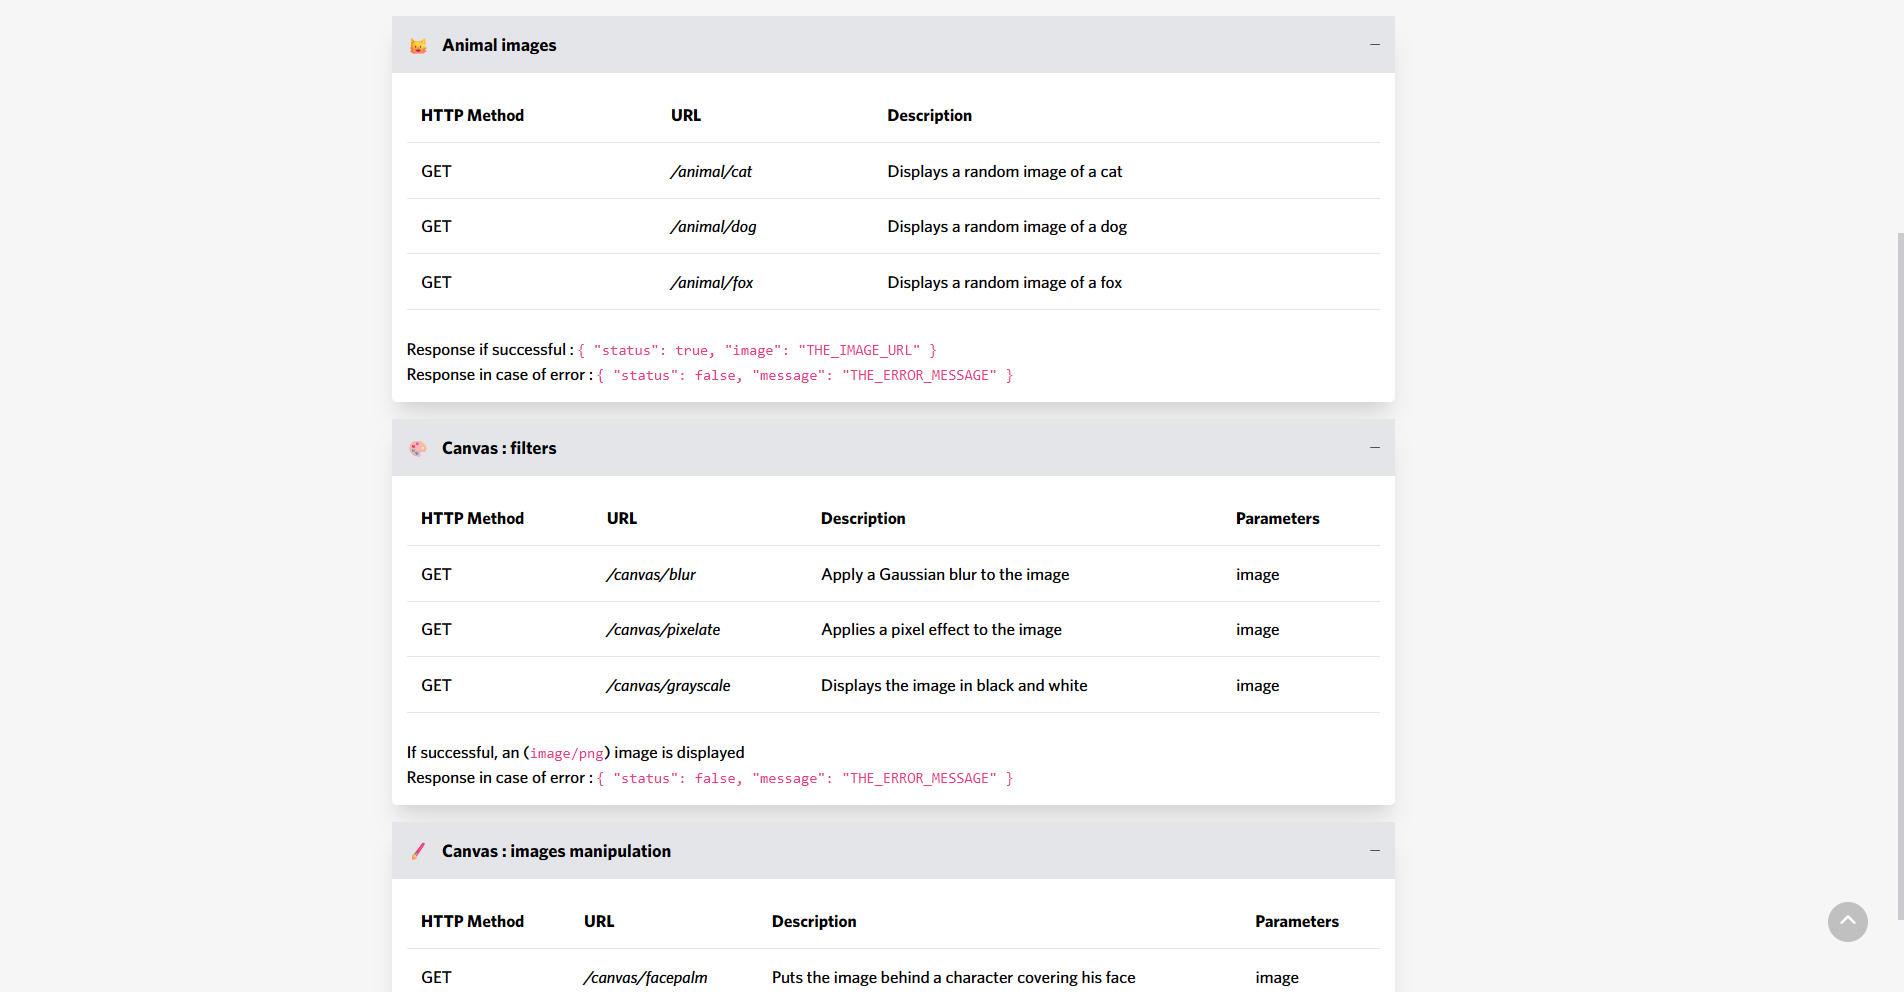 Animal images
HTTP Method URL Description
GET /animal/cat Displays a random image of a cat
GET /animal/dog Displays a random image of a dog
GET /animal/fox Displays a random image of a fox
Response if successful : { "status": true, "image": "THE_IMAGE_URL" }
Response in case of error : { "status": false, "message": "THE_ERROR_MESSAGE" }
Canvas : filters
HTTP Method URL Description Parameters
GET /canvas/blur Apply a Gaussian blur to the image image
GET /canvas/pixelate Applies a pixel effect to the image image
GET /canvas/grayscale Displays the image in black and white image
If successful, an (image/png) image is displayed
Response in case of error : { "status": false, "message": "THE_ERROR_MESSAGE" }
Canvas : images manipulation
HTTP Method URL Description Parameters
GET /canvas/facepalm Puts the image behind a character covering his face image